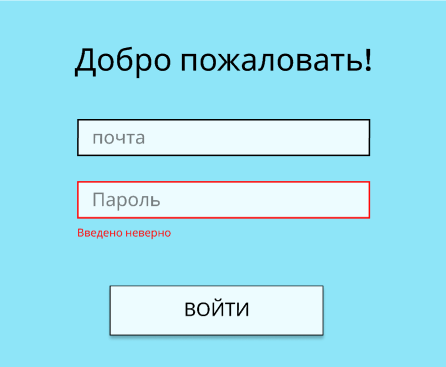 Добро пожаловать!
почта
Пароль
Введено неверно
ВОЙТИ